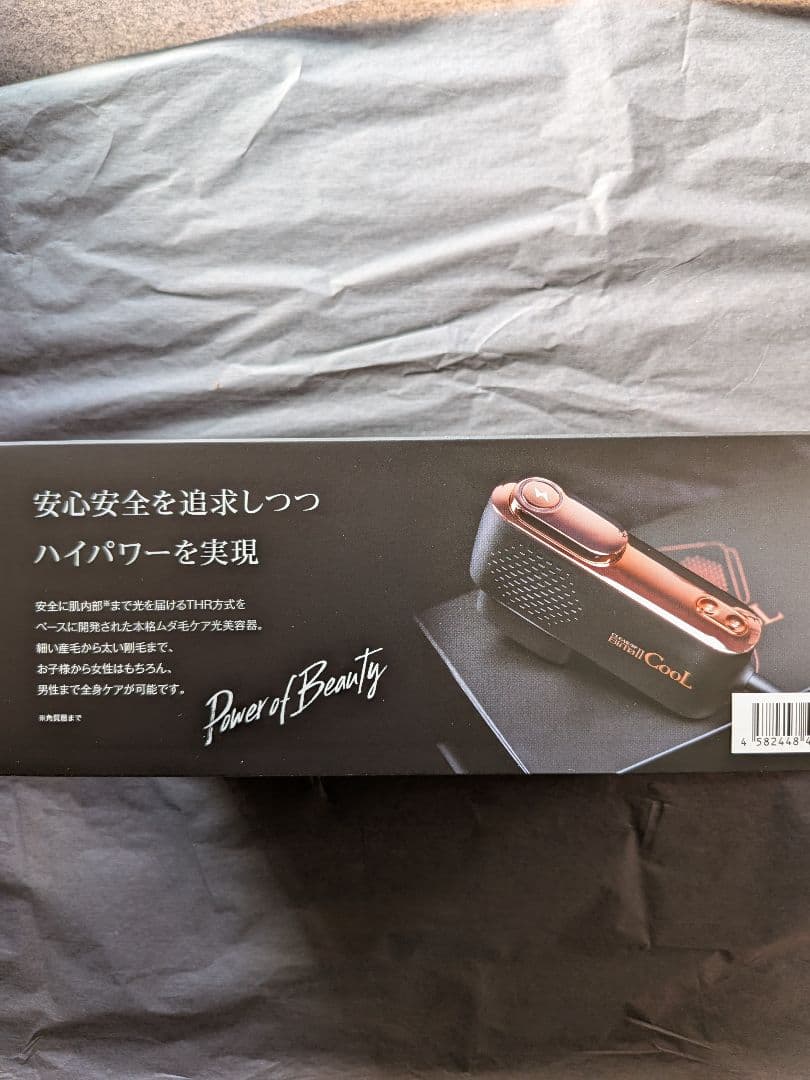 安心安全を追求しつつ
ハイパワーを実現
安全に肌内部※まで光を届けるTHR方式を
ベースに開発された本格ムダ毛ケア光美容器。
細い産毛から太い剛毛まで、
お子様から女性はもちろん、
男性まで全身ケアが可能です。
※角質層まで
Power of Beauty
CooL
4 582448 4